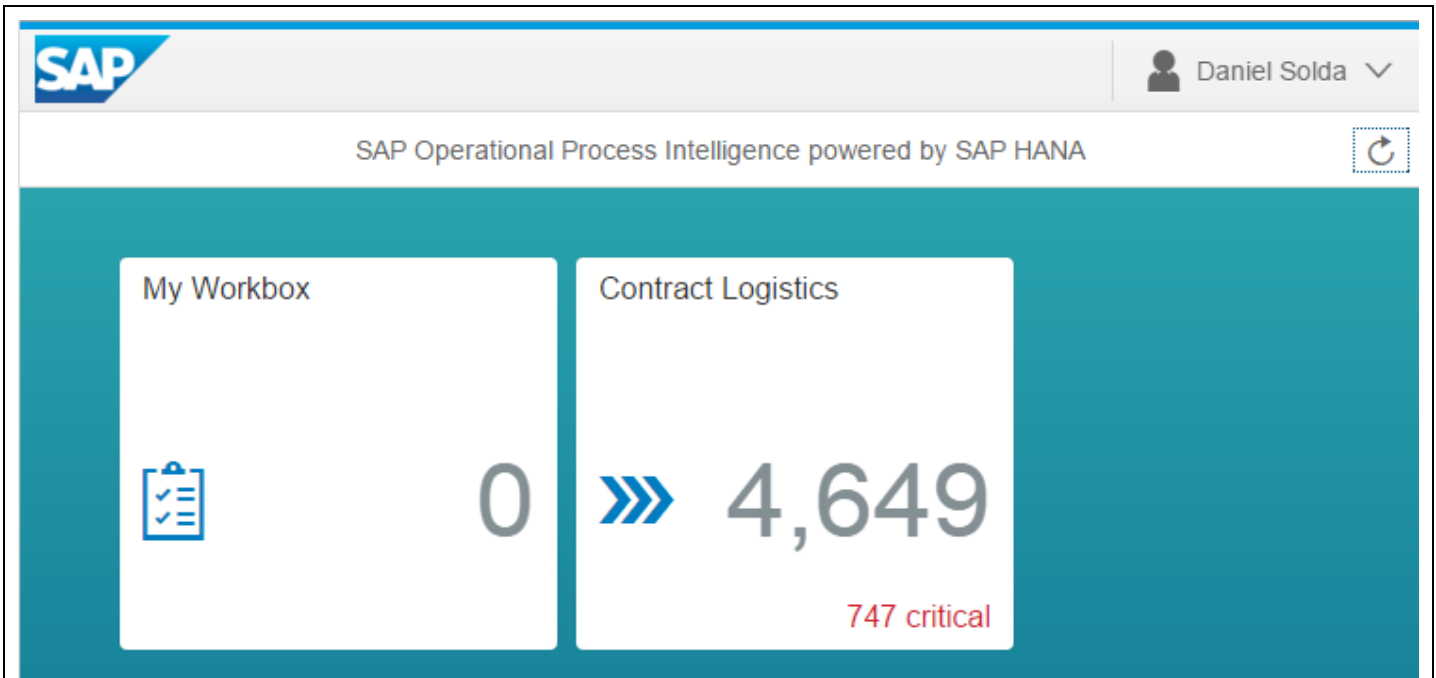 SAP
Daniel Solda
SAP Operational Process Intelligence powered by SAP HANA
My Workbox
Contract Logistics
0
4,649
747 critical